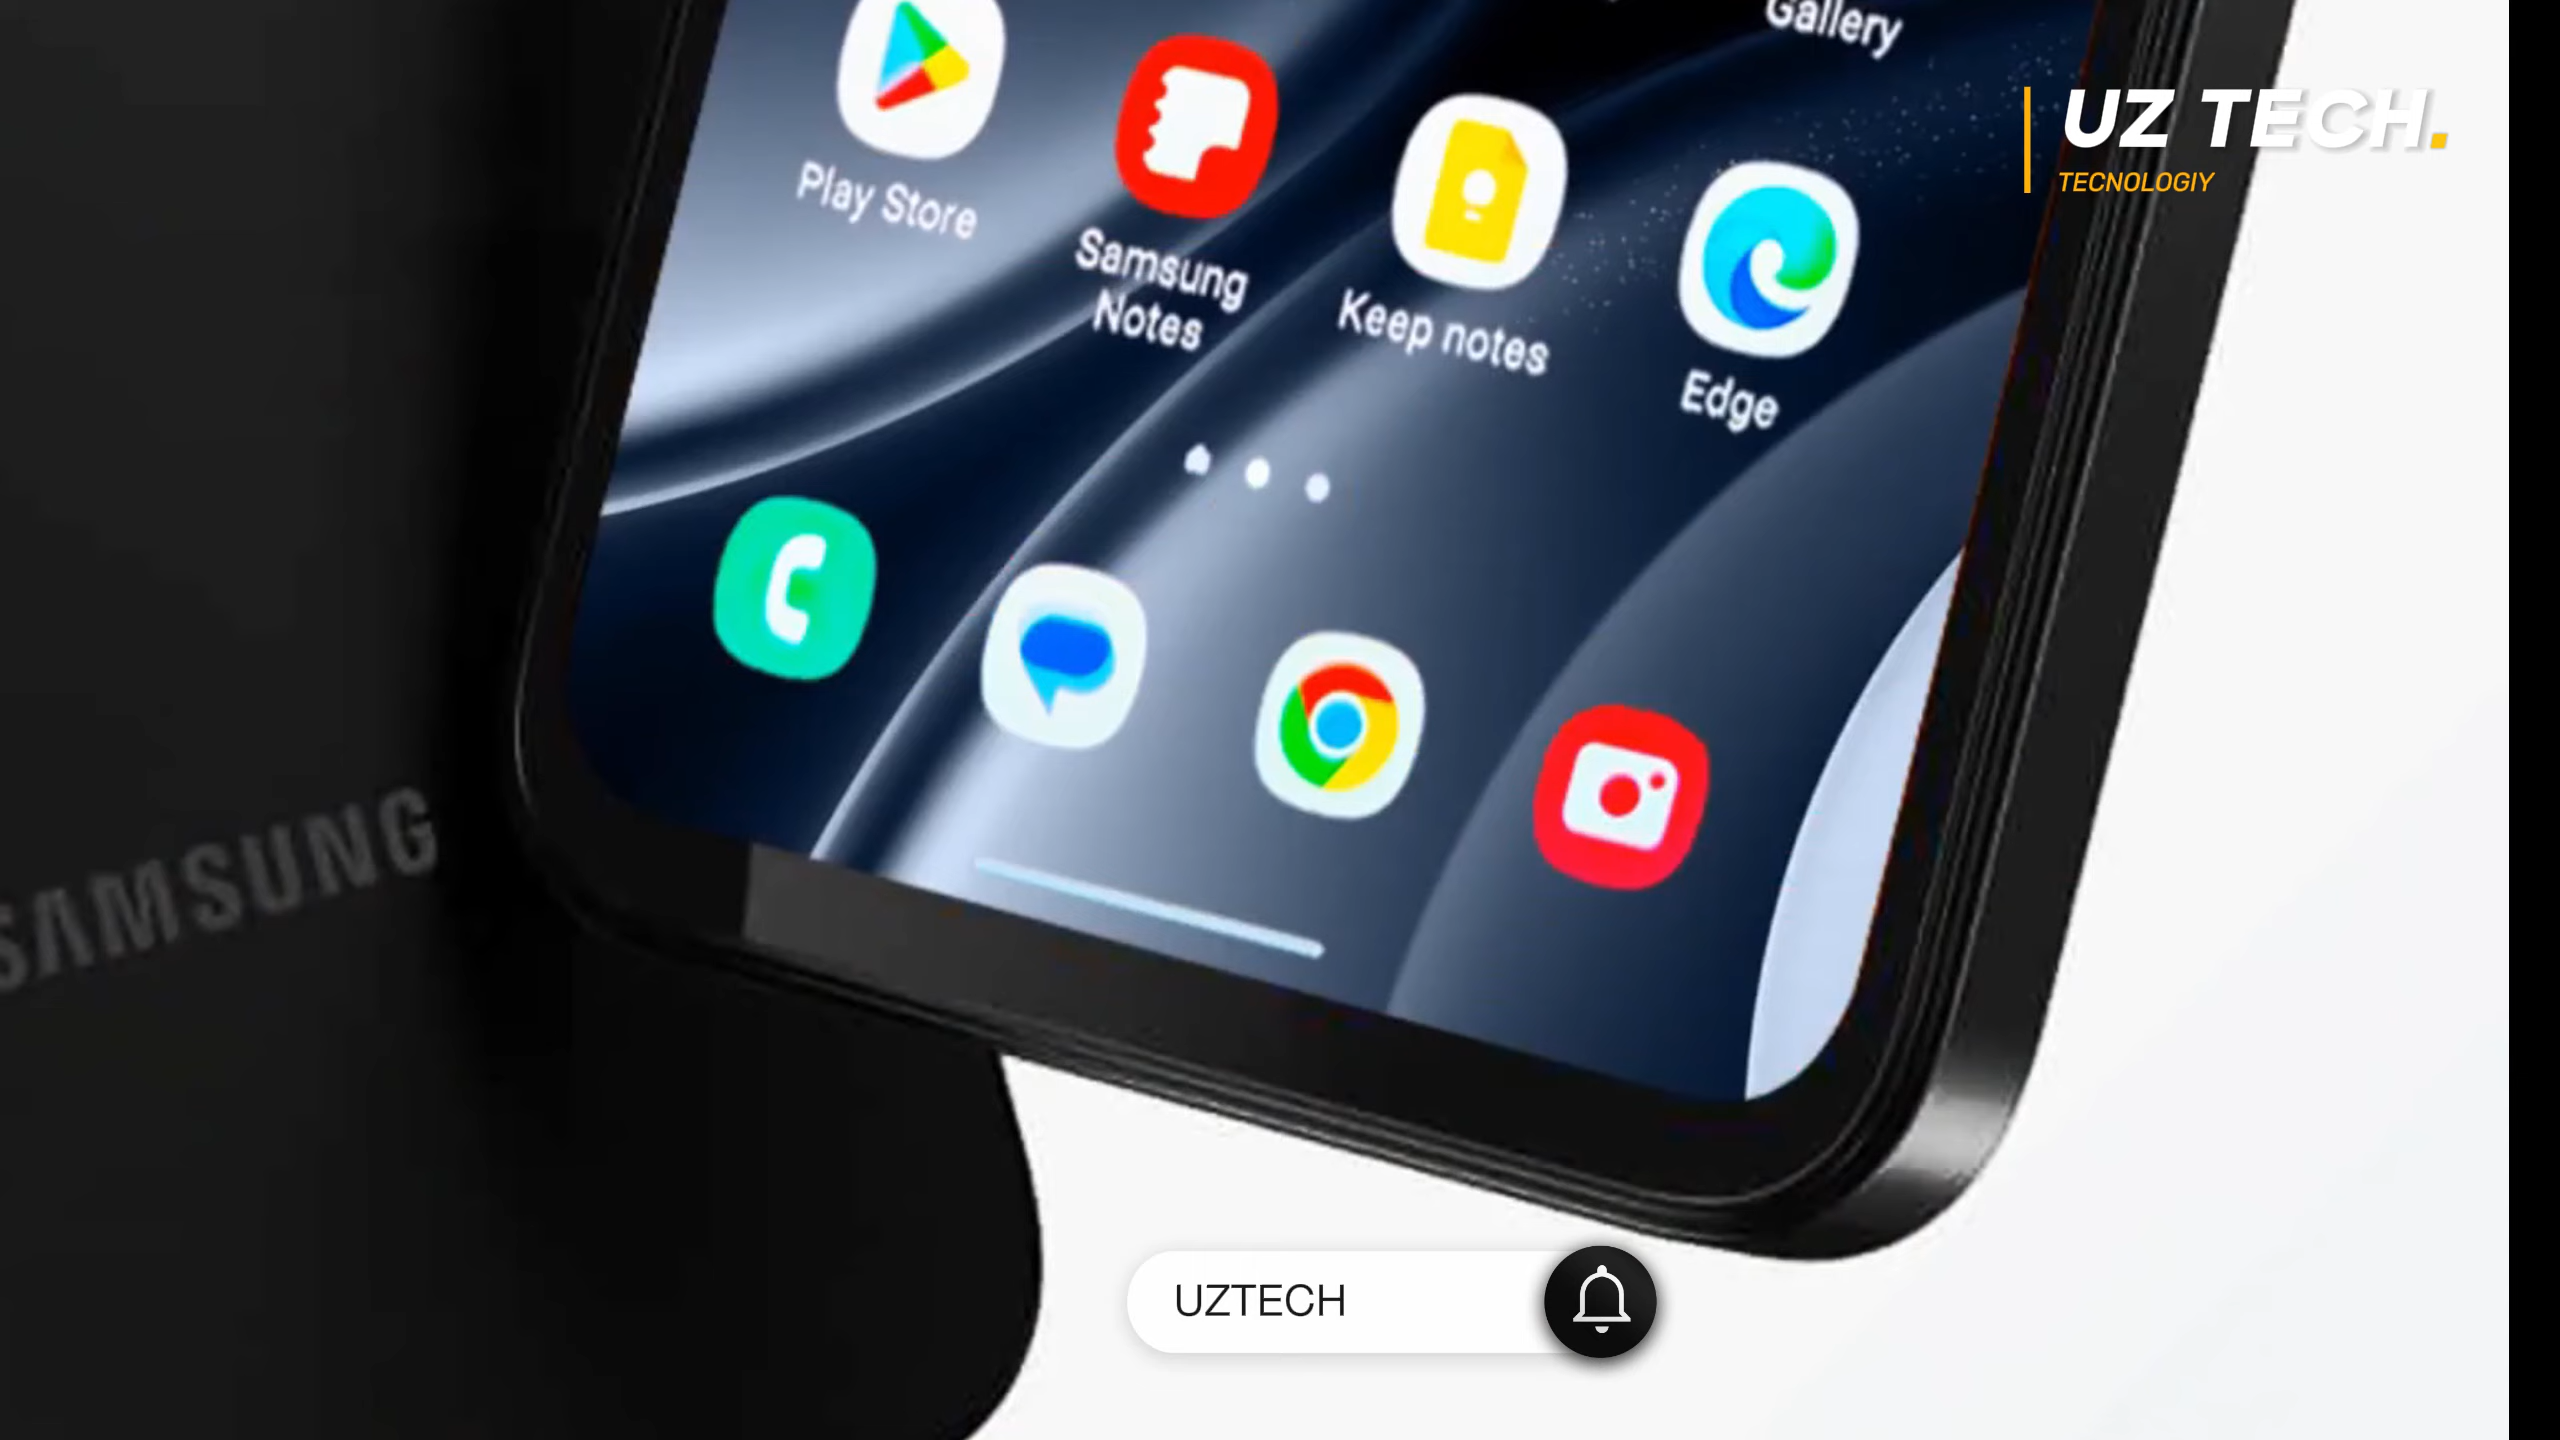 Gallery
UZ TECH.
TECNOLOGIY
Play Store
Samsung
Notes
Keep notes
Edge
SAMSUNG
UZTECH